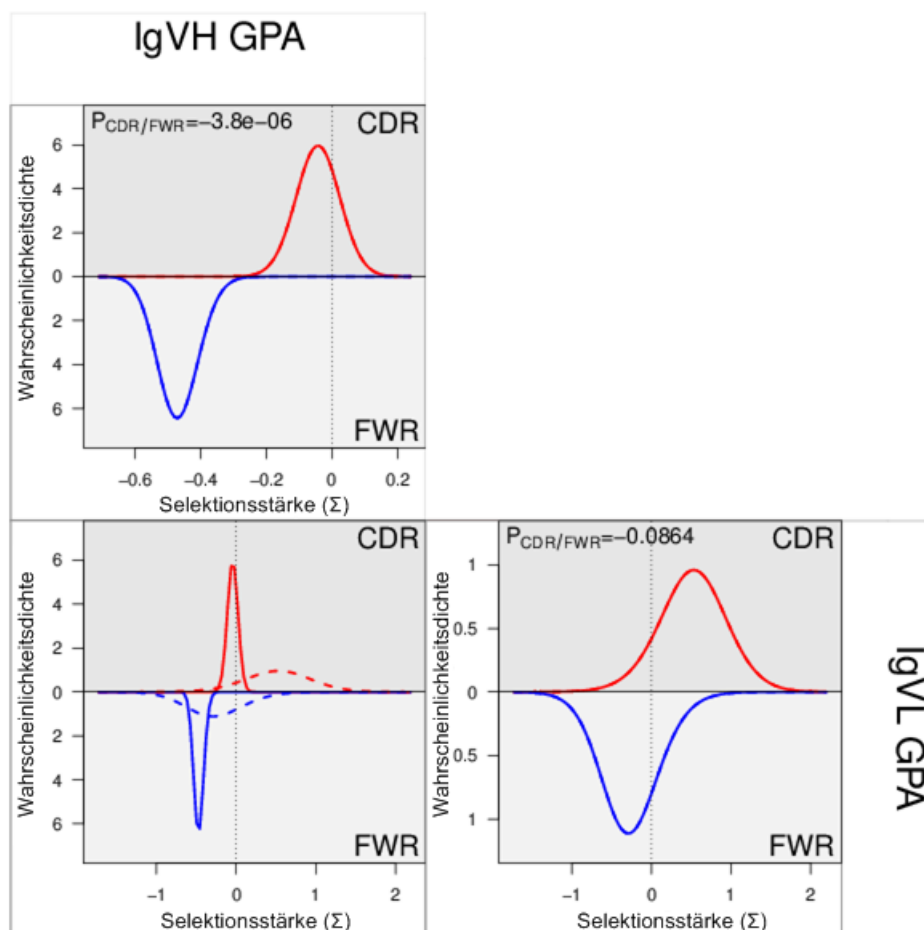 IgVH GPA
P_CDR/FWR=−3.8e−06
CDR
Wahrscheinlichkeitsdichte
6
4
2
0
2
4
6
FWR
−0.6 −0.4 −0.2 0 0.2
Selektionsstärke (Σ)
CDR
Wahrscheinlichkeitsdichte
6
4
2
0
2
4
6
FWR
−1 0 1 2
Selektionsstärke (Σ)
P_CDR/FWR=−0.0864
CDR
Wahrscheinlichkeitsdichte
1
0.5
0
0.5
1
FWR
−1 0 1 2
Selektionsstärke (Σ)
IgVL GPA